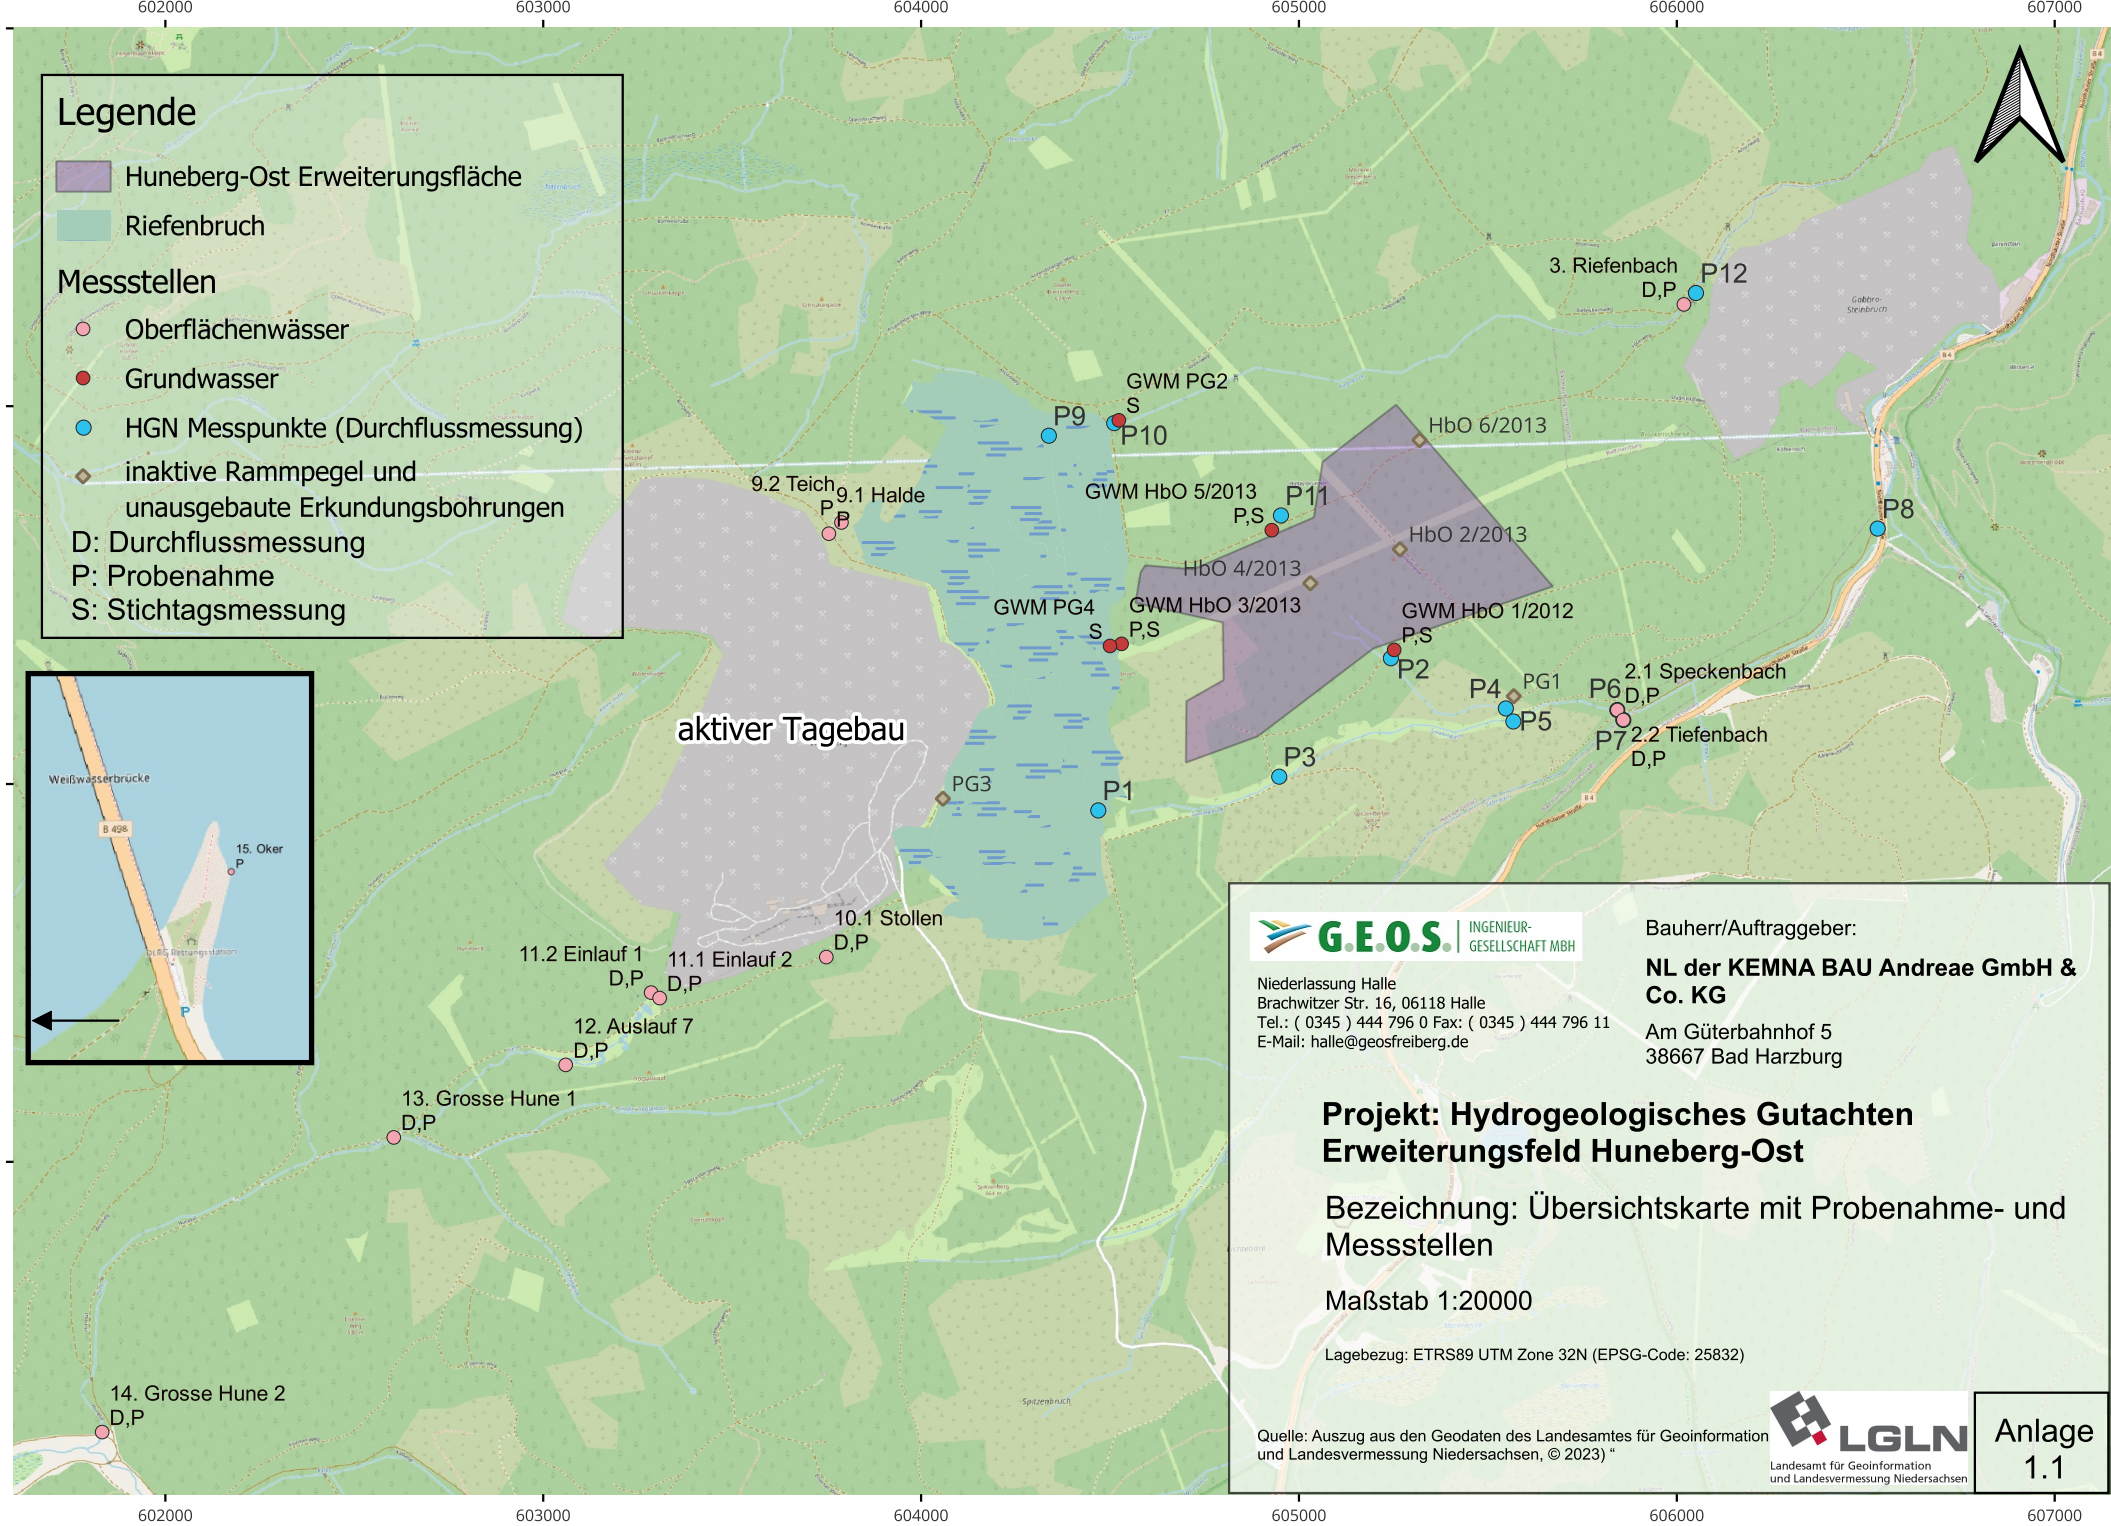 602000
603000
604000
605000
606000
607000
Legende
Huneberg-Ost Erweiterungsfläche
Riefenbruch
Messstellen
Oberflächenwässer
Grundwasser
HGN Messpunkte (Durchflussmessung)
inaktive Rammpegel und
unausgebaute Erkundungsbohrungen
D: Durchflussmessung
P: Probenahme
S: Stichtagsmessung
3. Riefenbach
D,P
P12
Gabbro-
Steinbruch
B 4
B 4
B 4
GWM PG2
S
P9
P10
HbO 6/2013
9.2 Teich
P
9.1 Halde
P
GWM HbO 5/2013
P,S
P11
P8
HbO 2/2013
HbO 4/2013
GWM PG4
S
GWM HbO 3/2013
P,S
GWM HbO 1/2012
P,S
P2
P4
PG1
P5
P6
2.1 Speckenbach
D,P
P7
2.2 Tiefenbach
D,P
aktiver Tagebau
P3
PG3
P1
Weißwasserbrücke
B 498
15. Oker
P
DLRG Rettungsstation
P
10.1 Stollen
D,P
11.2 Einlauf 1
D,P
11.1 Einlauf 2
D,P
12. Auslauf 7
D,P
13. Grosse Hune 1
D,P
14. Grosse Hune 2
D,P
Spitzenbruch
G.E.O.S.
INGENIEUR-
GESELLSCHAFT MBH
Niederlassung Halle
Brachwitzer Str. 16, 06118 Halle
Tel.: ( 0345 ) 444 796 0 Fax: ( 0345 ) 444 796 11
E-Mail: halle@geosfreiberg.de
Bauherr/Auftraggeber:
NL der KEMNA BAU Andreae GmbH &
Co. KG
Am Güterbahnhof 5
38667 Bad Harzburg
Projekt: Hydrogeologisches Gutachten
Erweiterungsfeld Huneberg-Ost
Bezeichnung: Übersichtskarte mit Probenahme- und
Messstellen
Maßstab 1:20000
Lagebezug: ETRS89 UTM Zone 32N (EPSG-Code: 25832)
Quelle: Auszug aus den Geodaten des Landesamtes für Geoinformation
und Landesvermessung Niedersachsen, © 2023) “
LGLN
Landesamt für Geoinformation
und Landesvermessung Niedersachsen
Anlage
1.1
602000
603000
604000
605000
606000
607000